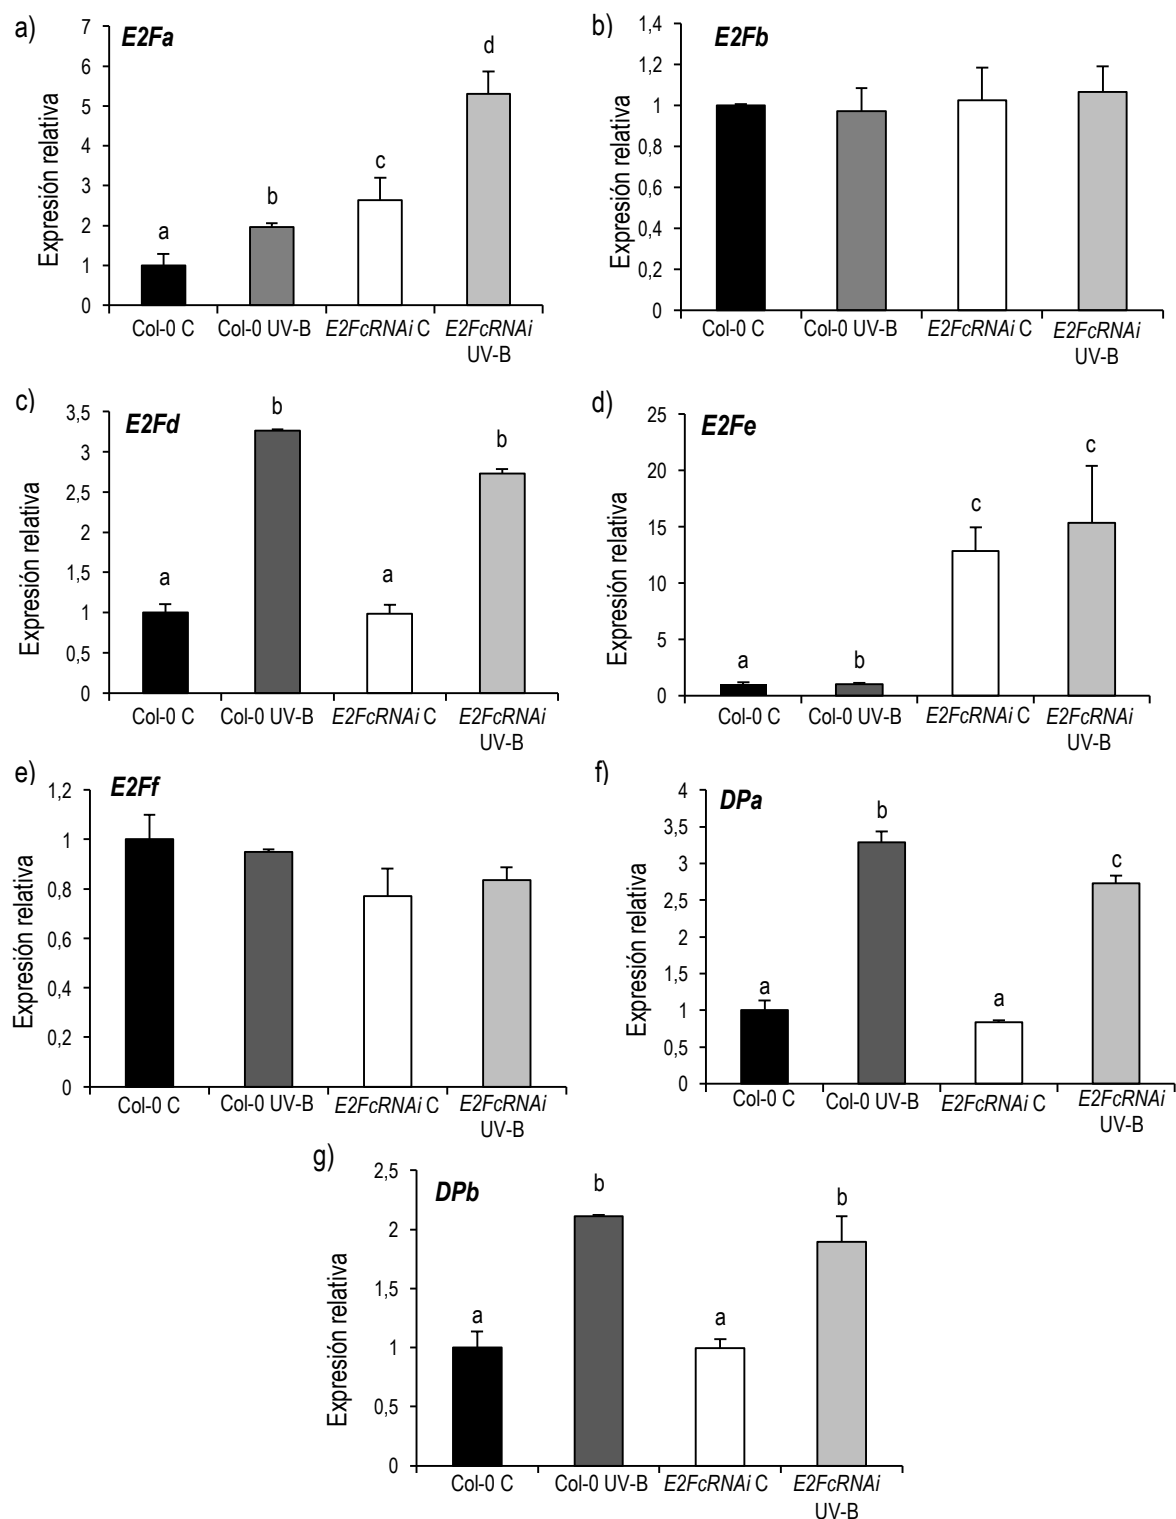 a)
E2Fa
Expresión relativa
7
6
5
4
3
2
1
0
a
b
c
d
Col-0 C
Col-0 UV-B
E2FcRNAi C
E2FcRNAi
UV-B
b)
E2Fb
Expresión relativa
1,4
1,2
1
0,8
0,6
0,4
0,2
0
Col-0 C
Col-0 UV-B
E2FcRNAi C
E2FcRNAi
UV-B
c)
E2Fd
Expresión relativa
3,5
3
2,5
2
1,5
1
0,5
0
a
b
a
b
Col-0 C
Col-0 UV-B
E2FcRNAi C
E2FcRNAi
UV-B
d)
E2Fe
Expresión relativa
25
20
15
10
5
0
a
b
c
c
Col-0 C
Col-0 UV-B
E2FcRNAi C
E2FcRNAi
UV-B
e)
E2Ff
Expresión relativa
1,2
1
0,8
0,6
0,4
0,2
0
Col-0 C
Col-0 UV-B
E2FcRNAi C
E2FcRNAi
UV-B
f)
DPa
Expresión relativa
4
3,5
3
2,5
2
1,5
1
0,5
0
a
b
a
c
Col-0 C
Col-0 UV-B
E2FcRNAi C
E2FcRNAi
UV-B
g)
DPb
Expresión relativa
2,5
2
1,5
1
0,5
0
a
b
a
b
Col-0 C
Col-0 UV-B
E2FcRNAi C
E2FcRNAi
UV-B